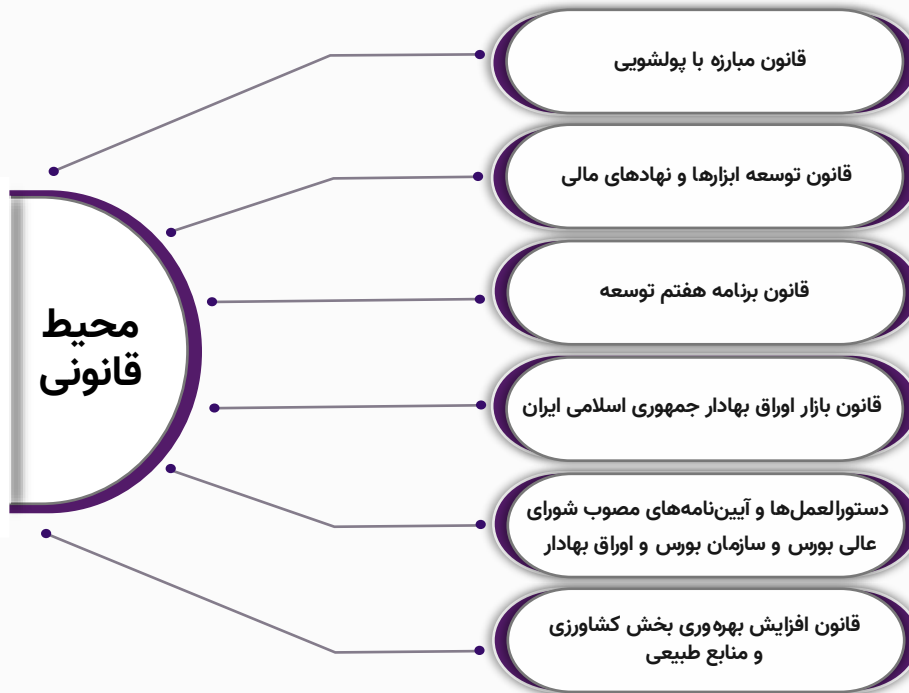 محیط
قانونی
قانون مبارزه با پولشویی
قانون توسعه ابزارها و نهادهای مالی
قانون برنامه هفتم توسعه
قانون بازار اوراق بهادار جمهوری اسلامی ایران
دستورالعمل‌ها و آیین‌نامه‌های مصوب شورای
عالی بورس و سازمان بورس و اوراق بهادار
قانون افزایش بهره‌وری بخش کشاورزی
و منابع طبیعی